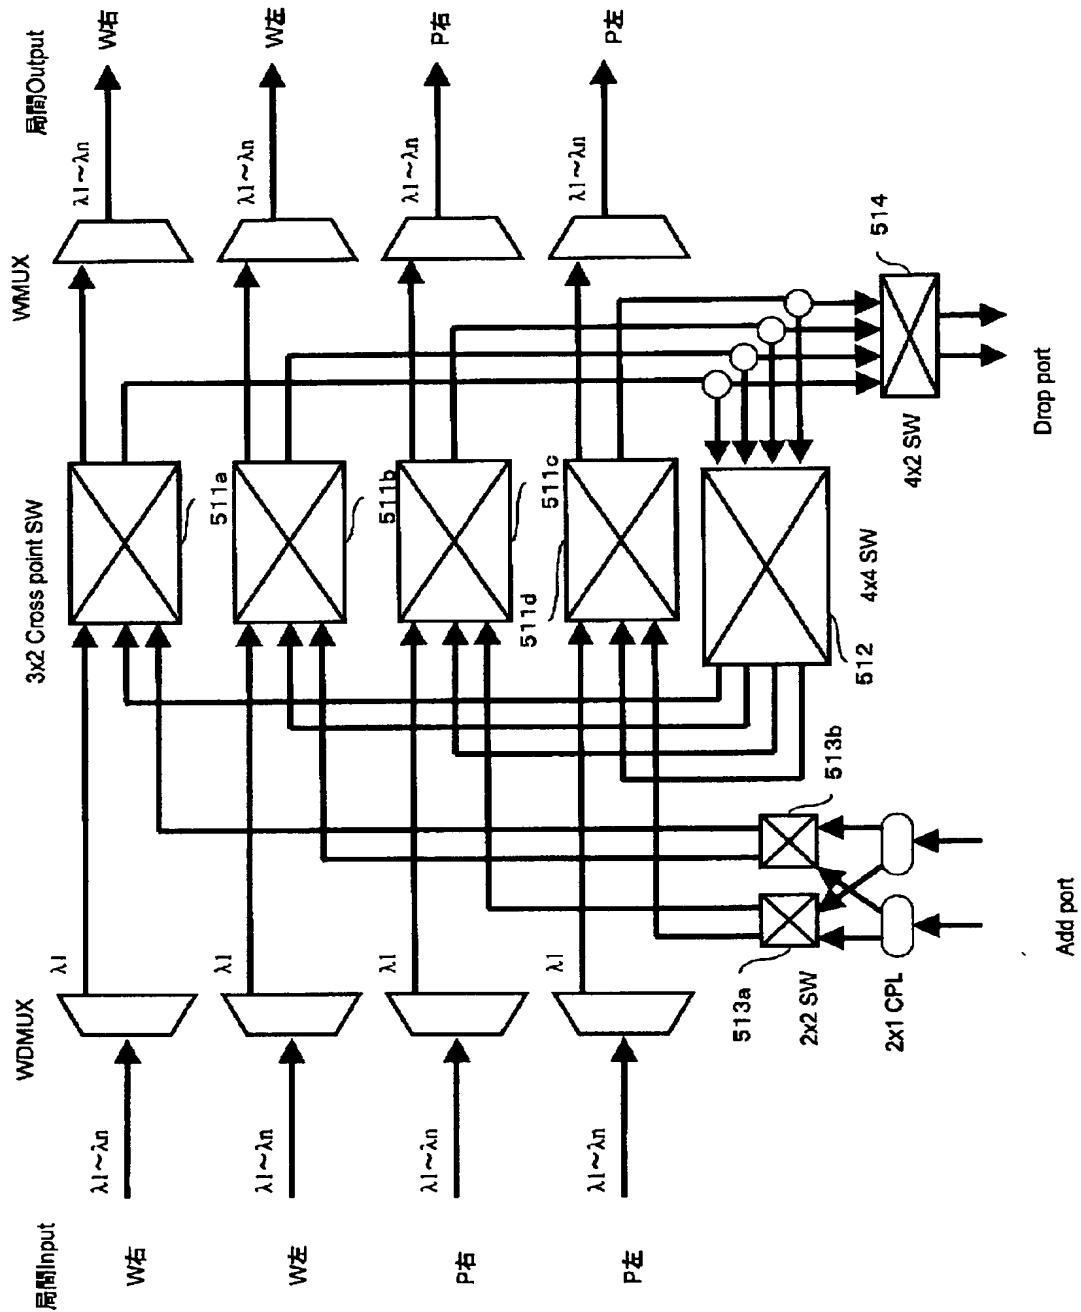 局間Input
WDMUX
3x2 Cross point SW
WMUX
局間Output
W右
λ1~λn
λ1
511a
λ1~λn
W右
W左
λ1~λn
λ1
511b
λ1~λn
W左
P右
λ1~λn
λ1
511c
λ1~λn
P右
P左
λ1~λn
λ1
511d
λ1~λn
P左
513a
2x2 SW
2x1 CPL
513b
512
4x4 SW
4x2 SW
514
Add port
Drop port